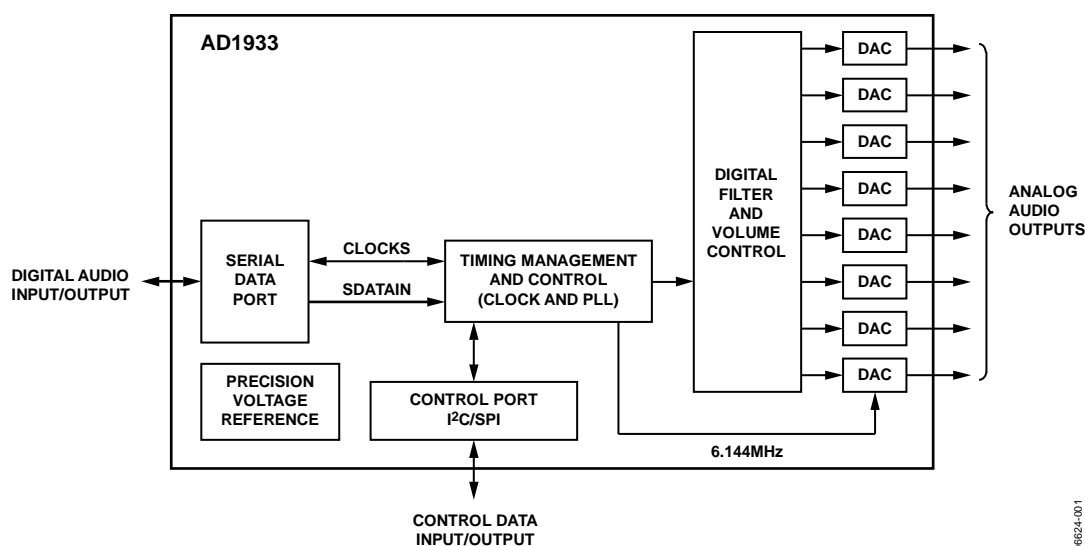 AD1933
DAC
DAC
DAC
DAC
DAC
DAC
DAC
DAC
DIGITAL
FILTER
AND
VOLUME
CONTROL
ANALOG
AUDIO
OUTPUTS
DIGITAL AUDIO
INPUT/OUTPUT
SERIAL
DATA
PORT
CLOCKS
SDATAIN
TIMING MANAGEMENT
AND CONTROL
(CLOCK AND PLL)
PRECISION
VOLTAGE
REFERENCE
CONTROL PORT
I²C/SPI
6.144MHz
CONTROL DATA
INPUT/OUTPUT
06624-001